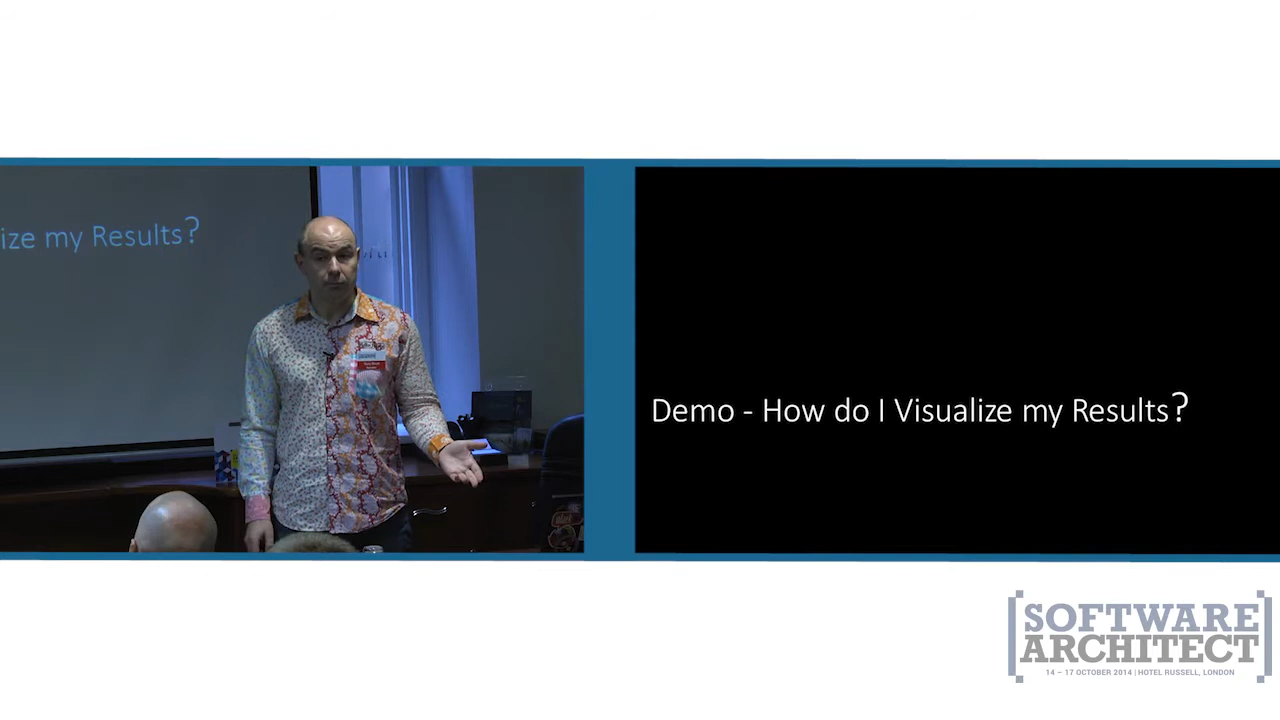 ize my Results?
Demo - How do I Visualize my Results?
SOFTWARE
ARCHITECT
14 – 17 OCTOBER 2014 | HOTEL RUSSELL, LONDON